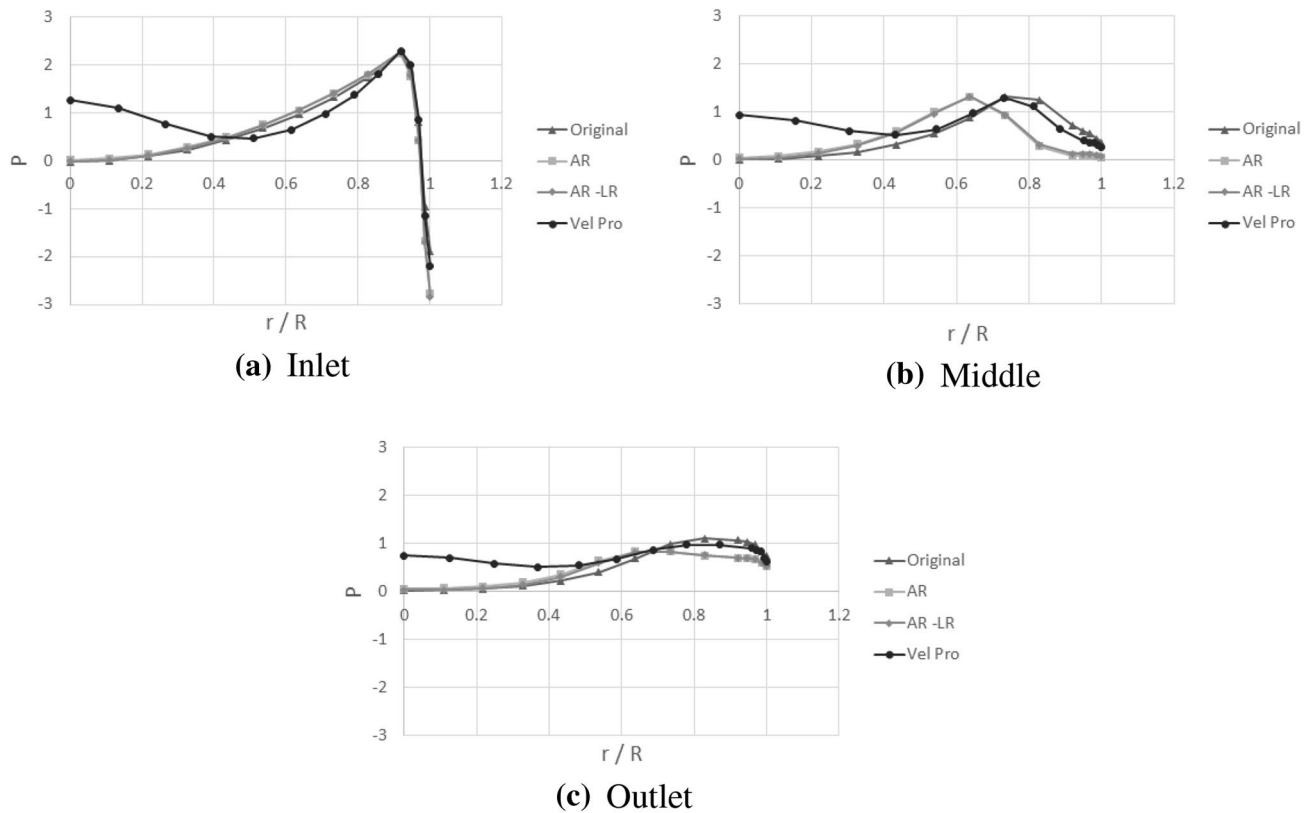 3
2
1
0
-1
-2
-3
P
0 0.2 0.4 0.6 0.8 1 1.2
r / R
Original
AR
AR -LR
Vel Pro
(a) Inlet
3
2
1
0
-1
-2
-3
P
0 0.2 0.4 0.6 0.8 1 1.2
r / R
Original
AR
AR -LR
Vel Pro
(b) Middle
3
2
1
0
-1
-2
-3
P
0 0.2 0.4 0.6 0.8 1 1.2
r / R
Original
AR
AR -LR
Vel Pro
(c) Outlet